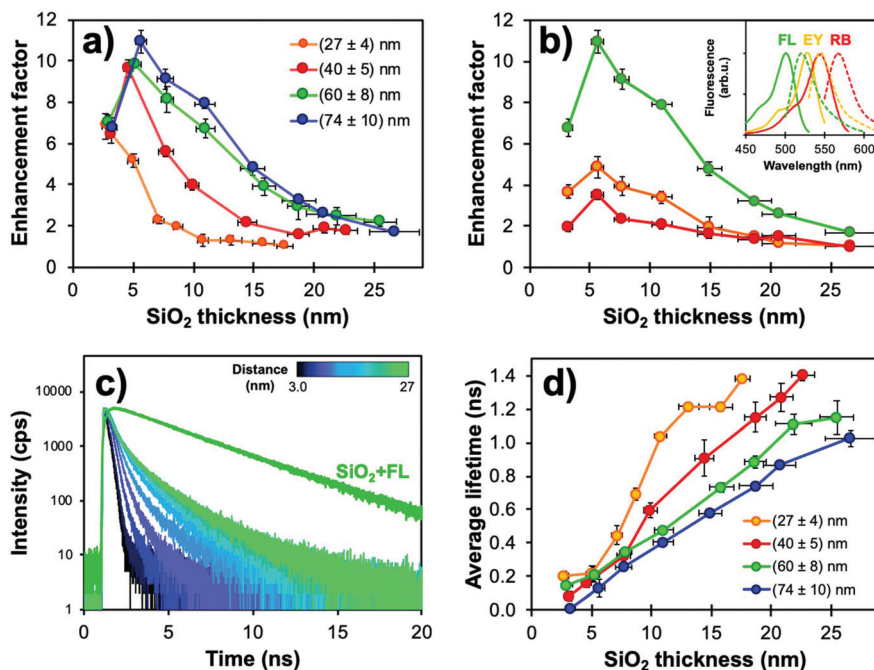 a)
(27 ± 4) nm
(40 ± 5) nm
(60 ± 8) nm
(74 ± 10) nm
Enhancement factor
12
10
8
6
4
2
0
0 5 10 15 20 25
SiO₂ thickness (nm)
b)
FL EY RB
Fluorescence
(arb.u.)
450 500 550 600
Wavelength (nm)
Enhancement factor
12
10
8
6
4
2
0
0 5 10 15 20 25
SiO₂ thickness (nm)
c)
Distance
(nm)
3.0 27
SiO₂+FL
Intensity (cps)
10000
1000
100
10
1
0 5 10 15 20
Time (ns)
d)
(27 ± 4) nm
(40 ± 5) nm
(60 ± 8) nm
(74 ± 10) nm
Average lifetime (ns)
1.4
1.2
1.0
0.8
0.6
0.4
0.2
0.0
0 5 10 15 20 25
SiO₂ thickness (nm)